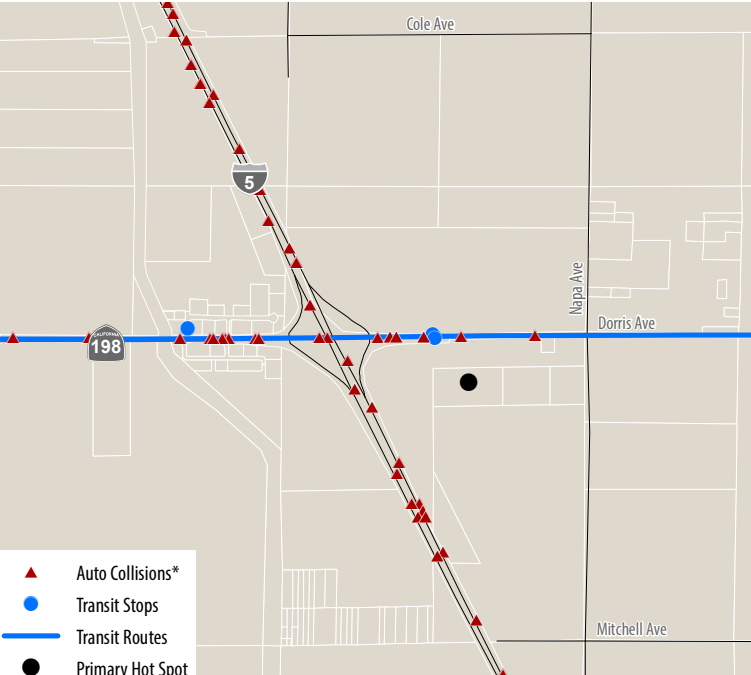 Cole Ave
5
Napa Ave
Dorris Ave
CALIFORNIA
198
Auto Collisions*
Transit Stops
Transit Routes
Mitchell Ave
Primary Hot Spot